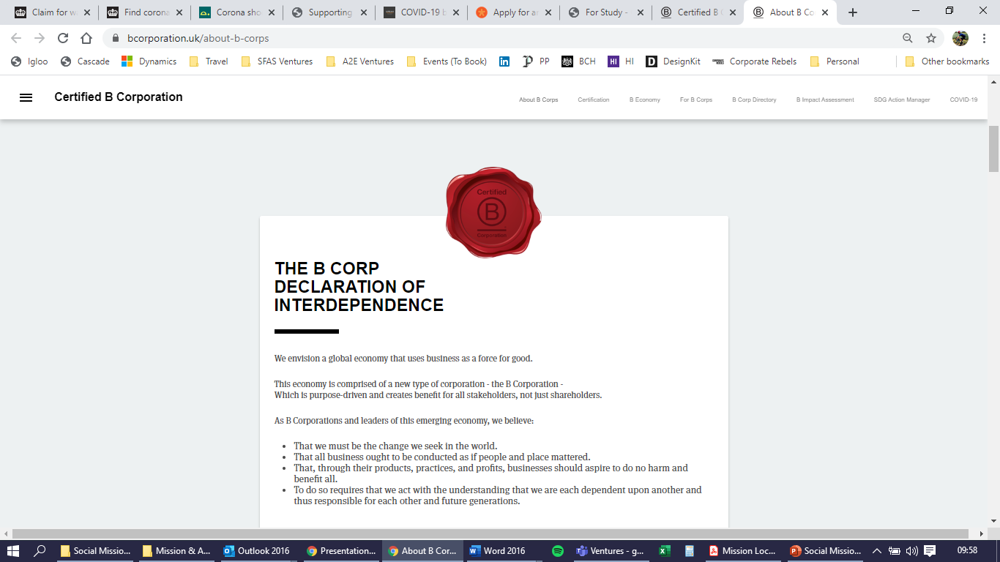 Claim for w
Find corona
Corona sho
Supporting
COVID-19 b
Apply for a
For Study -
Certified B C
About B Co
bcorporation.uk/about-b-corps
Igloo
Cascade
Dynamics
Travel
SFAS Ventures
A2E Ventures
Events (To Book)
PP
BCH
HI HI
D DesignKit
Corporate Rebels
Personal
Other bookmarks
Certified B Corporation
About B Corps
Certification
B Economy
For B Corps
B Corp Directory
B Impact Assessment
SDG Action Manager
COVID-19
Certified
B
Corporation
THE B CORP
DECLARATION OF
INTERDEPENDENCE
We envision a global economy that uses business as a force for good.
This economy is comprised of a new type of corporation - the B Corporation -
Which is purpose-driven and creates benefit for all stakeholders, not just shareholders.
As B Corporations and leaders of this emerging economy, we believe:
• That we must be the change we seek in the world.
• That all business ought to be conducted as if people and place mattered.
• That, through their products, practices, and profits, businesses should aspire to do no harm and
benefit all.
• To do so requires that we act with the understanding that we are each dependent upon another and
thus responsible for each other and future generations.
Social Missio...
Mission & A...
Outlook 2016
Presentation...
About B Cor...
Word 2016
Ventures - g...
Mission Loc...
Social Missio...
09:58